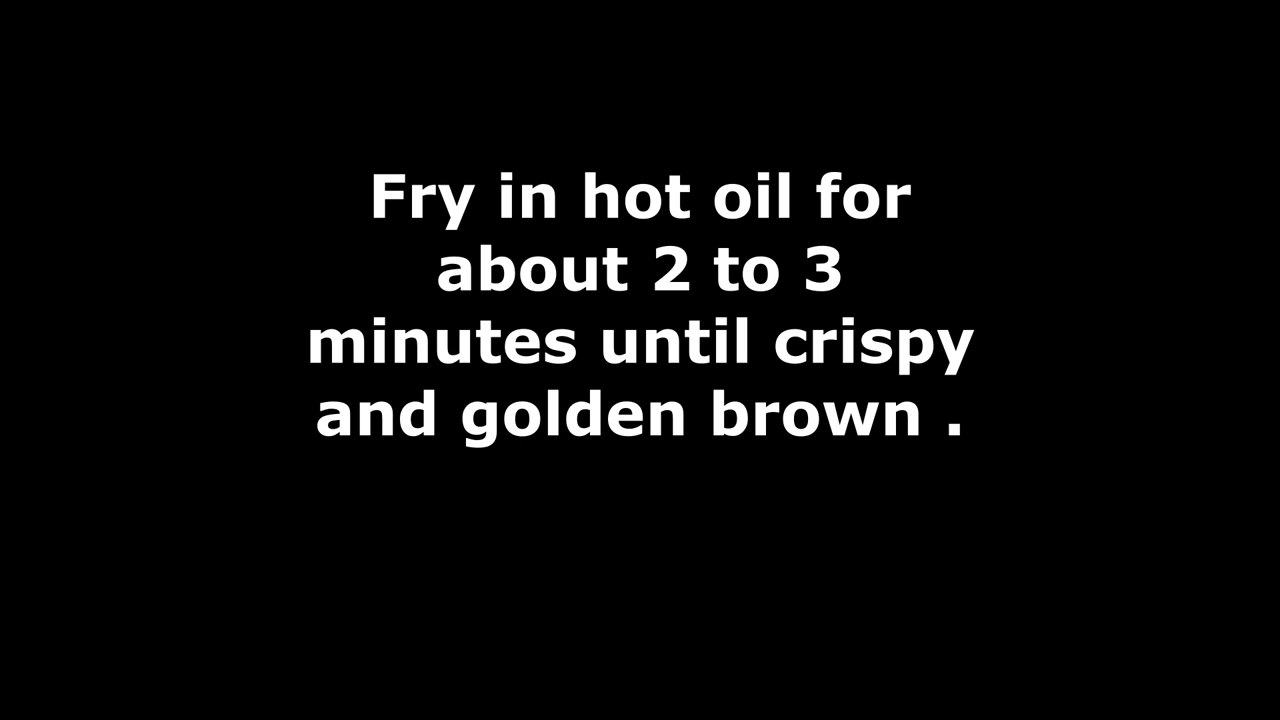 Fry in hot oil for
about 2 to 3
minutes until crispy
and golden brown .